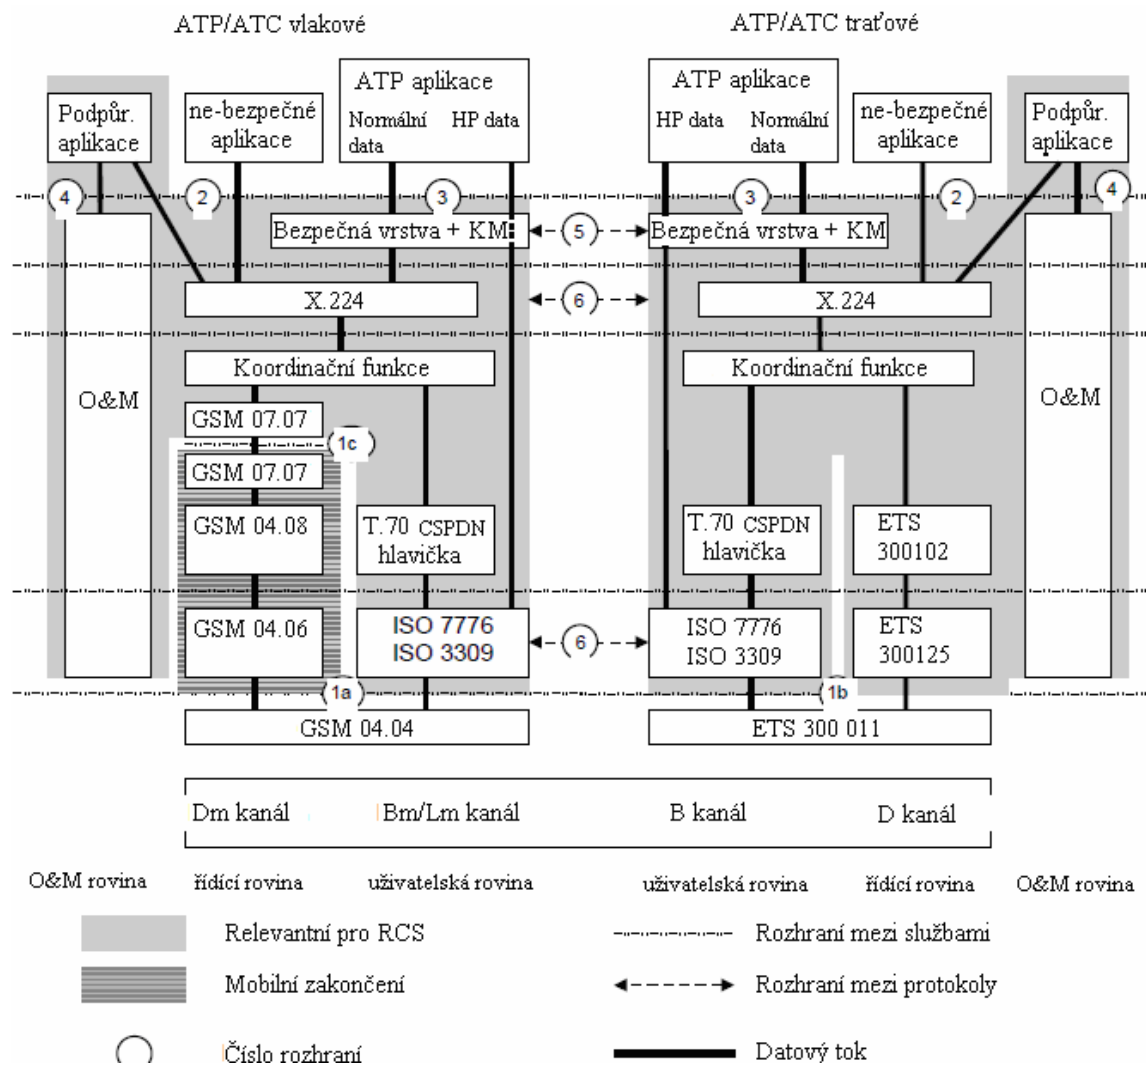 ATP/ATC vlakové
ATP/ATC traťové
Podpůr.
aplikace
ne-bezpečné
aplikace
ATP aplikace
Normální
data
HP data
ATP aplikace
HP data
Normální
data
ne-bezpečné
aplikace
Podpůr.
aplikace
4
2
3
3
2
4
Bezpečná vrstva + KM
5
Bezpečná vrstva + KM
X.224
6
X.224
Koordinační funkce
Koordinační funkce
O&M
O&M
GSM 07.07
1c
GSM 07.07
GSM 04.08
T.70 CSPDN
hlavička
T.70 CSPDN
hlavička
ETS
300102
GSM 04.06
ISO 7776
ISO 3309
6
ISO 7776
ISO 3309
ETS
300125
1a
1b
GSM 04.04
ETS 300 011
Dm kanál
Bm/Lm kanál
B kanál
D kanál
O&M rovina
řídící rovina
uživatelská rovina
uživatelská rovina
řídící rovina
O&M rovina
Relevantní pro RCS
Rozhraní mezi službami
Mobilní zakončení
Rozhraní mezi protokoly
Číslo rozhraní
Datový tok